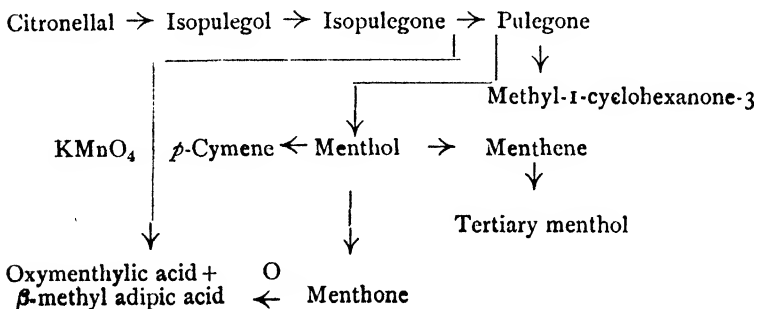 Citronellal → Isopulegol → Isopulegone → Pulegone
Methyl-1-cyclohexanone-3
KMnO₄ p-Cymene ← Menthol → Menthene
Tertiary menthol
Oxymenthylic acid + O
β-methyl adipic acid ← Menthone